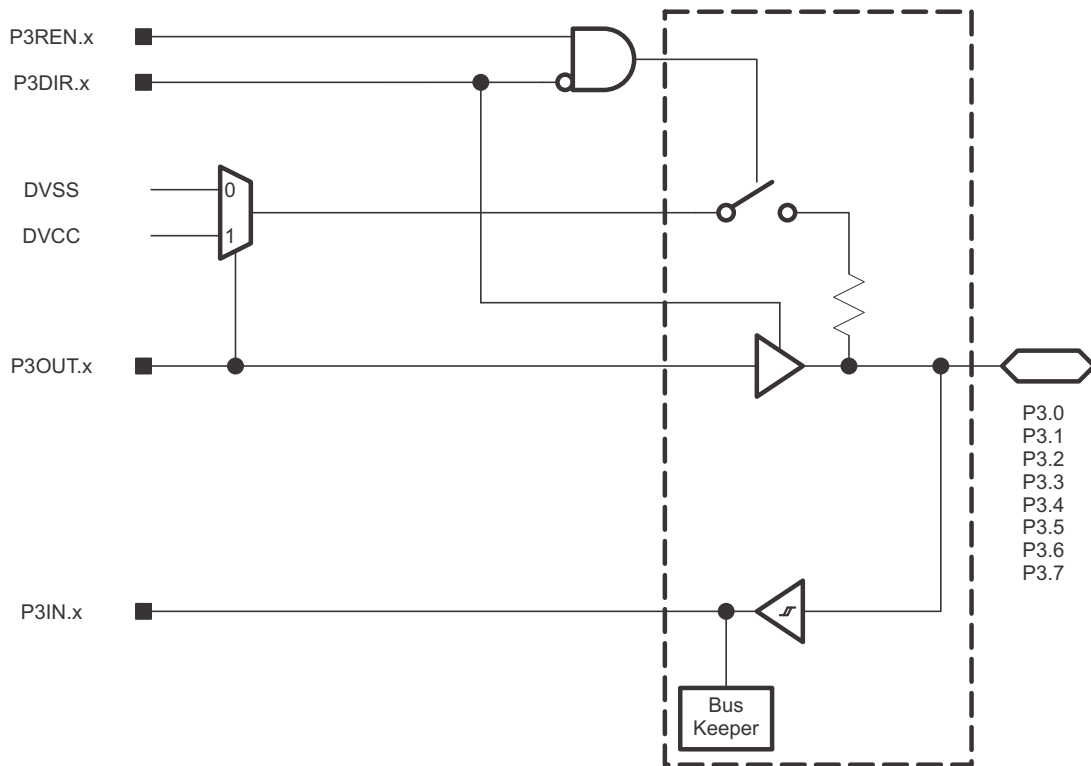 P3REN.x
P3DIR.x
DVSS
0
DVCC
1
P3OUT.x
P3.0
P3.1
P3.2
P3.3
P3.4
P3.5
P3.6
P3.7
P3IN.x
Bus
Keeper